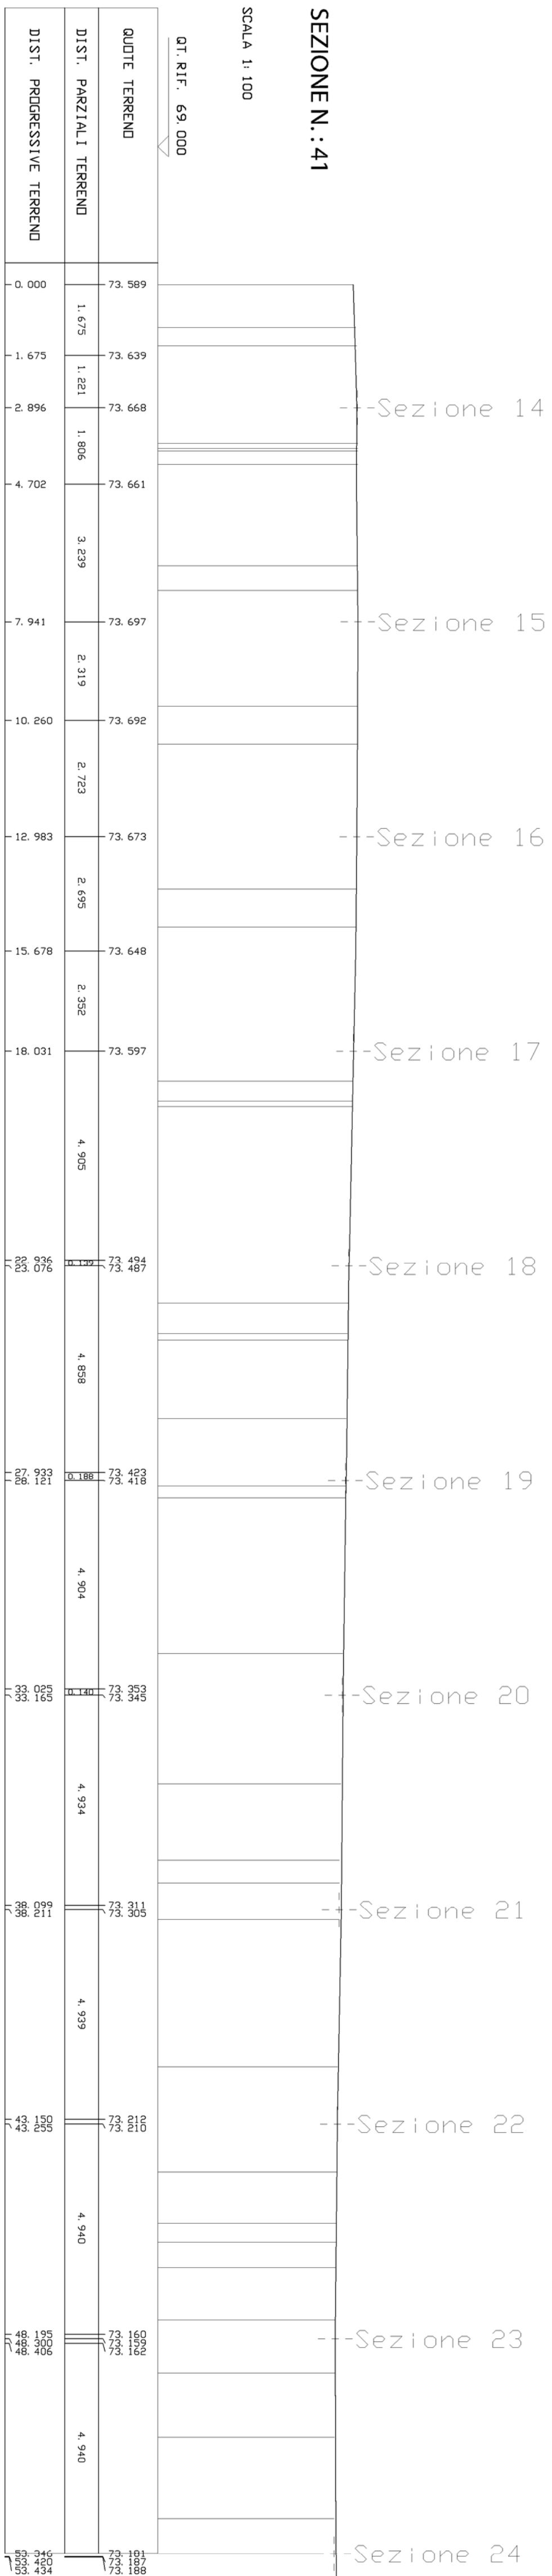 SEZIONE N.: 41
SCALA 1: 100
QT. RIF. 69. 000
QUOTE TERRENO
DIST. PARZIALI TERRENO
DIST. PROGRESSIVE TERRENO
0. 000 73. 589
1. 675
1. 675 73. 639
1. 221
2. 896 73. 668 Sezione 14
1. 806
4. 702 73. 661
3. 239
7. 941 73. 697 Sezione 15
2. 319
10. 260 73. 692
2. 723
12. 983 73. 673 Sezione 16
2. 695
15. 678 73. 648
2. 352
18. 031 73. 597 Sezione 17
4. 905
22. 936 0. 139 73. 494
23. 076 73. 487 Sezione 18
4. 858
27. 933 0. 188 73. 423
28. 121 73. 418 Sezione 19
4. 904
33. 025 0. 140 73. 353
33. 165 73. 345 Sezione 20
4. 934
38. 099 73. 311
38. 211 73. 305 Sezione 21
4. 939
43. 150 73. 212
43. 255 73. 210 Sezione 22
4. 940
48. 195 73. 160
48. 300 73. 159 Sezione 23
48. 406 73. 162
4. 940
53. 346 Sezione 24
53. 420 73. 187
53. 434 73. 188